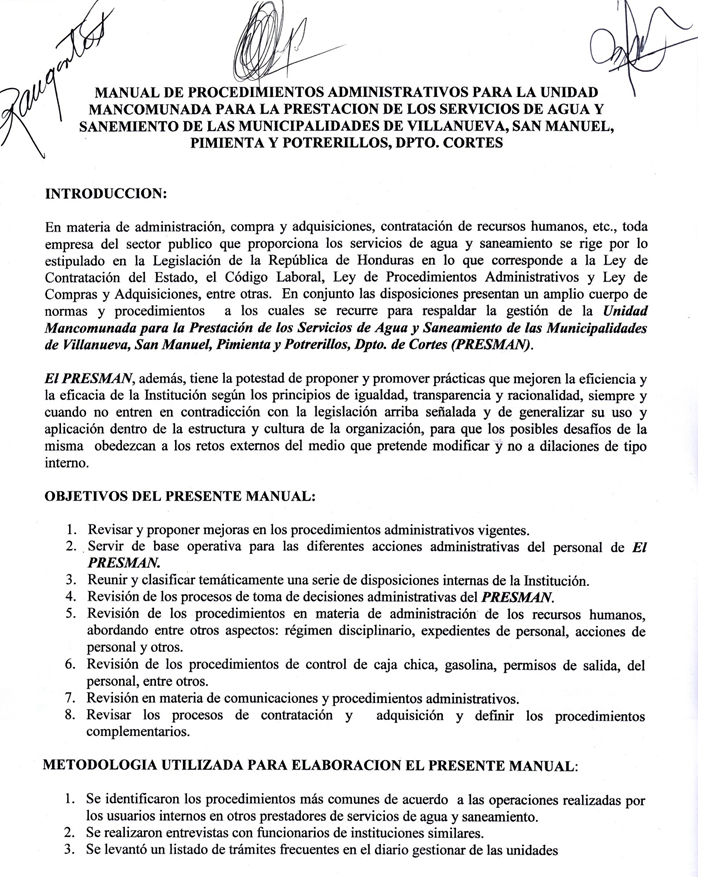 MANUAL DE PROCEDIMIENTOS ADMINISTRATIVOS PARA LA UNIDAD
MANCOMUNADA PARA LA PRESTACION DE LOS SERVICIOS DE AGUA Y
SANEMIENTO DE LAS MUNICIPALIDADES DE VILLANUEVA, SAN MANUEL,
PIMIENTA Y POTRERILLOS, DPTO. CORTES
INTRODUCCION:
En materia de administración, compra y adquisiciones, contratación de recursos humanos, etc., toda
empresa del sector publico que proporciona los servicios de agua y saneamiento se rige por lo
estipulado en la Legislación de la República de Honduras en lo que corresponde a la Ley de
Contratación del Estado, el Código Laboral, Ley de Procedimientos Administrativos y Ley de
Compras y Adquisiciones, entre otras. En conjunto las disposiciones presentan un amplio cuerpo de
normas y procedimientos a los cuales se recurre para respaldar la gestión de la Unidad
Mancomunada para la Prestación de los Servicios de Agua y Saneamiento de las Municipalidades
de Villanueva, San Manuel, Pimienta y Potrerillos, Dpto. de Cortes (PRESMAN).
El PRESMAN, además, tiene la potestad de proponer y promover prácticas que mejoren la eficiencia y
la eficacia de la Institución según los principios de igualdad, transparencia y racionalidad, siempre y
cuando no entren en contradicción con la legislación arriba señalada y de generalizar su uso y
aplicación dentro de la estructura y cultura de la organización, para que los posibles desafíos de la
misma obedezcan a los retos externos del medio que pretende modificar y no a dilaciones de tipo
interno.
OBJETIVOS DEL PRESENTE MANUAL:
1. Revisar y proponer mejoras en los procedimientos administrativos vigentes.
2. Servir de base operativa para las diferentes acciones administrativas del personal de El
PRESMAN.
3. Reunir y clasificar temáticamente una serie de disposiciones internas de la Institución.
4. Revisión de los procesos de toma de decisiones administrativas del PRESMAN.
5. Revisión de los procedimientos en materia de administración de los recursos humanos,
abordando entre otros aspectos: régimen disciplinario, expedientes de personal, acciones de
personal y otros.
6. Revisión de los procedimientos de control de caja chica, gasolina, permisos de salida, del
personal, entre otros.
7. Revisión en materia de comunicaciones y procedimientos administrativos.
8. Revisar los procesos de contratación y adquisición y definir los procedimientos
complementarios.
METODOLOGIA UTILIZADA PARA ELABORACION EL PRESENTE MANUAL:
1. Se identificaron los procedimientos más comunes de acuerdo a las operaciones realizadas por
los usuarios internos en otros prestadores de servicios de agua y saneamiento.
2. Se realizaron entrevistas con funcionarios de instituciones similares.
3. Se levantó un listado de trámites frecuentes en el diario gestionar de las unidades